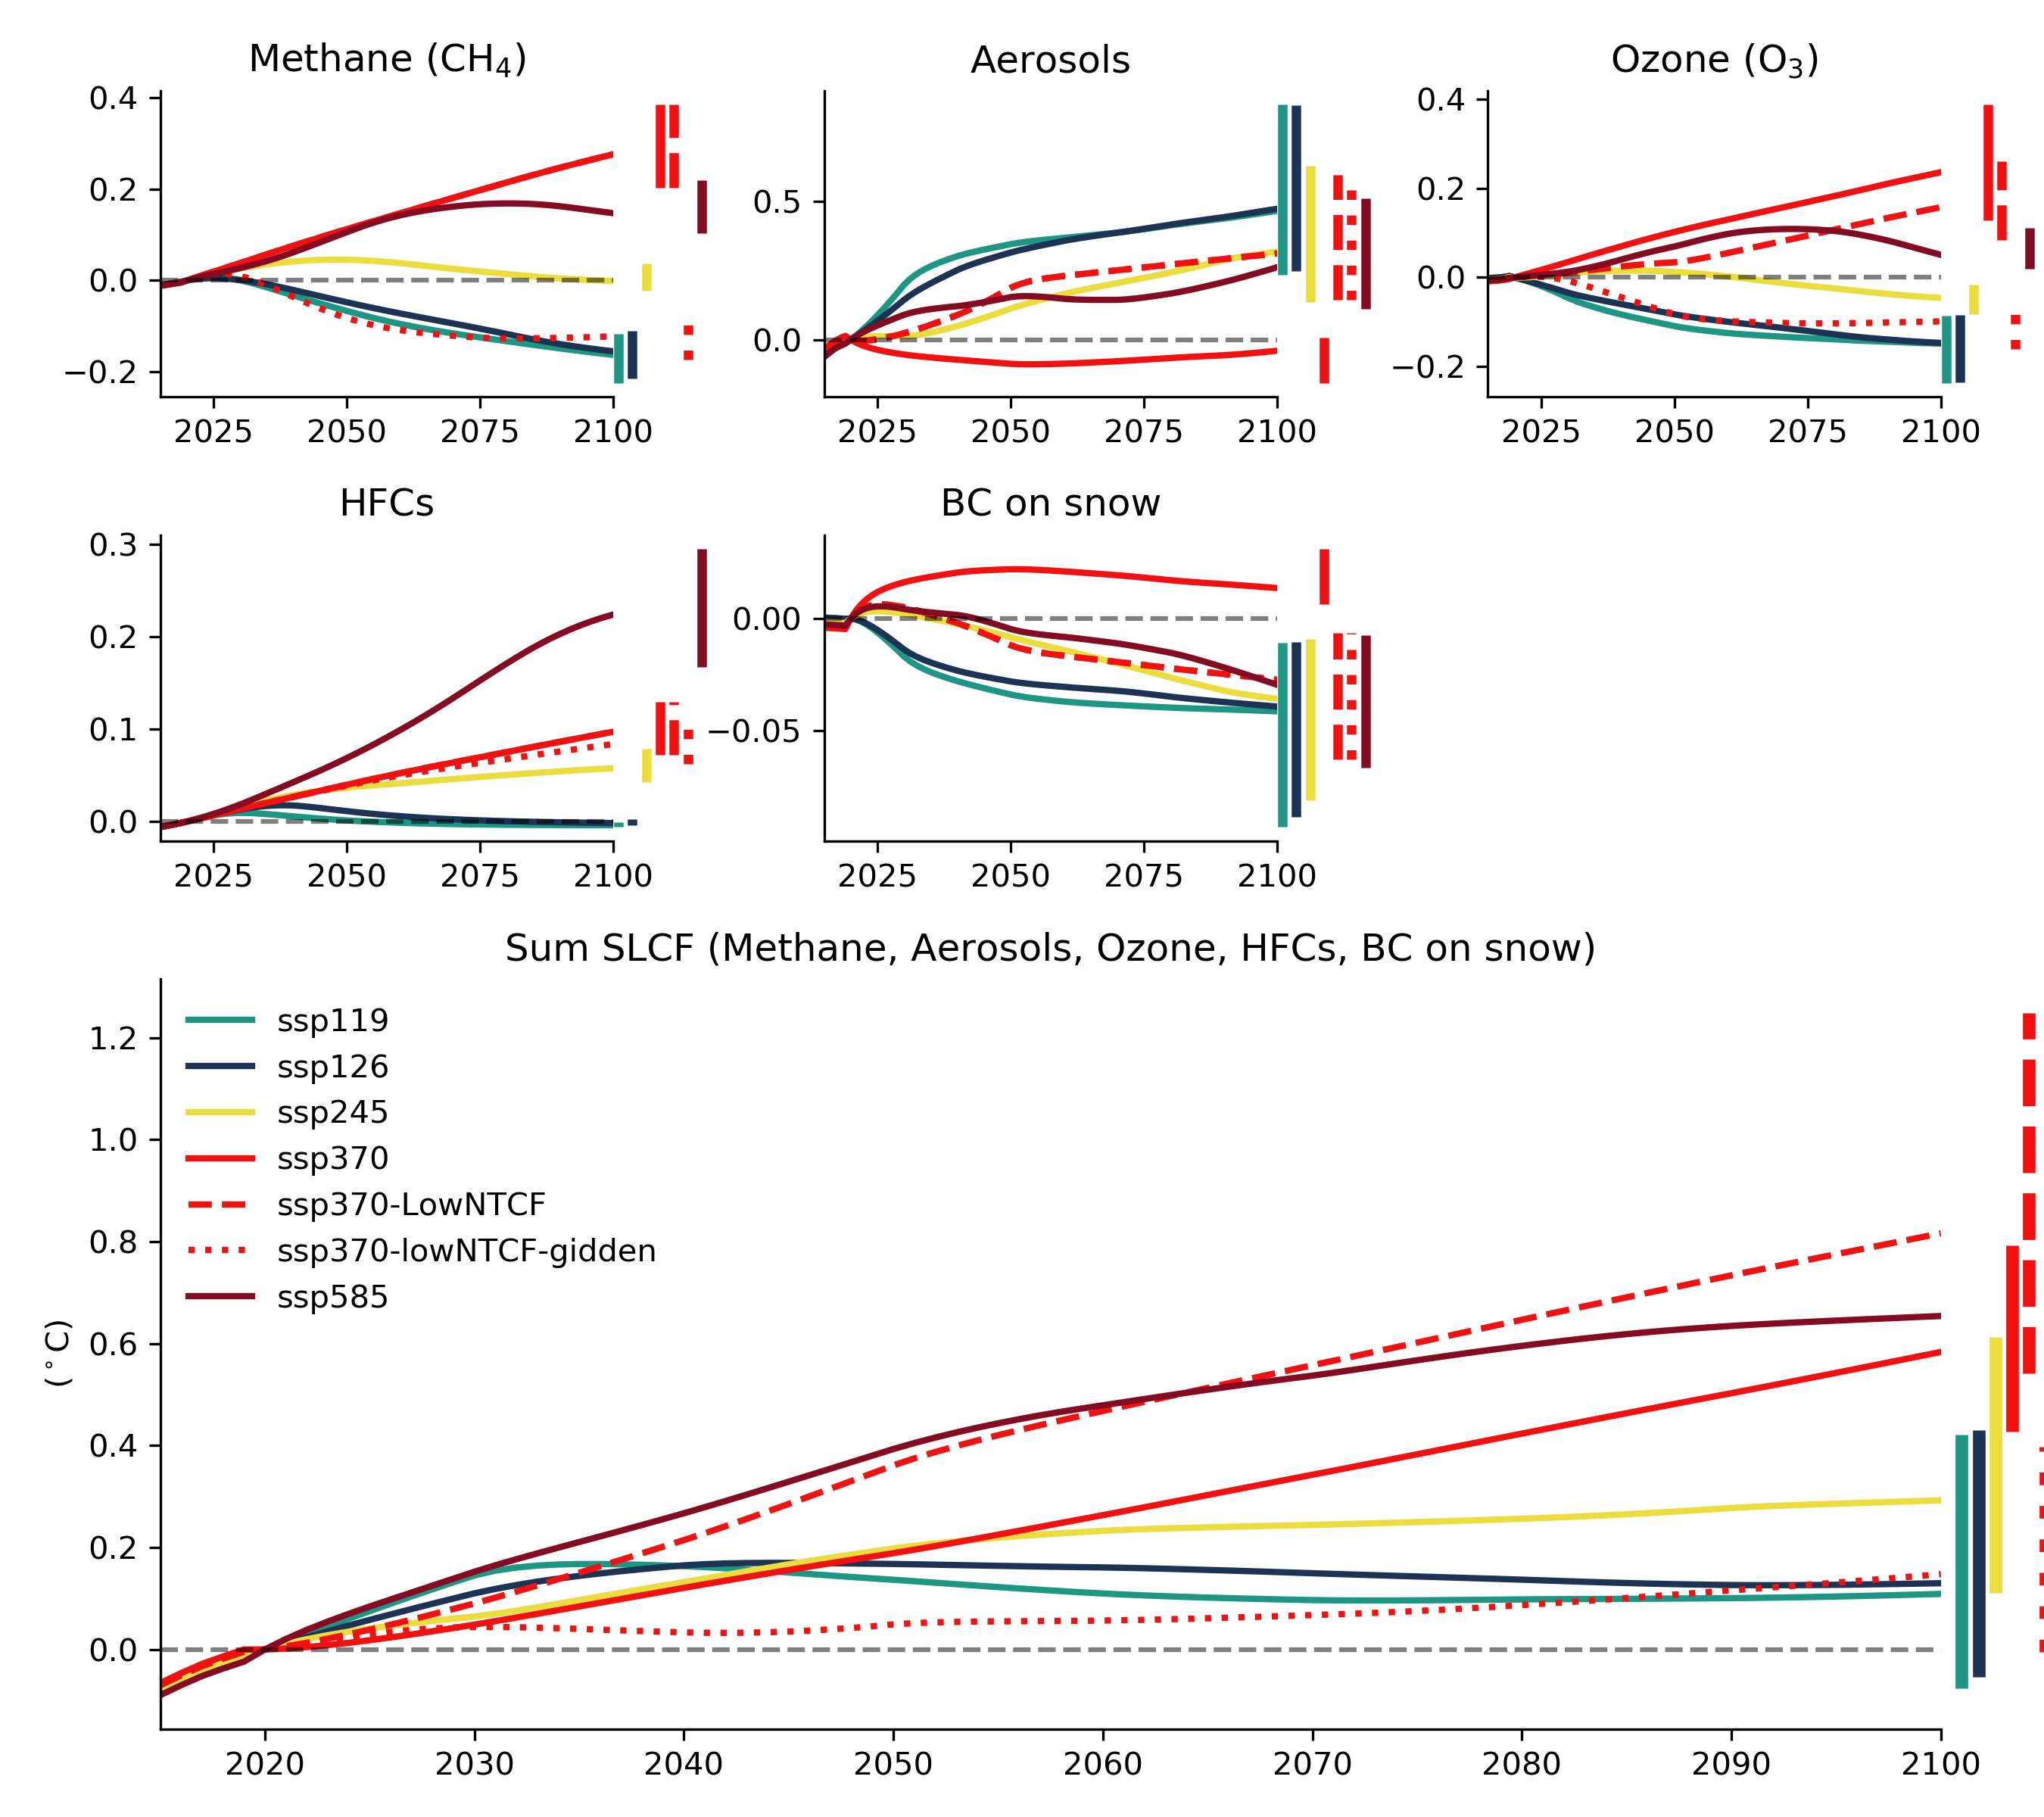 Methane (CH₄)
0.4
0.2
0.0
−0.2
2025 2050 2075 2100
Aerosols
0.5
0.0
2025 2050 2075 2100
Ozone (O₃)
0.4
0.2
0.0
−0.2
2025 2050 2075 2100
HFCs
0.3
0.2
0.1
0.0
2025 2050 2075 2100
BC on snow
0.00
−0.05
2025 2050 2075 2100
Sum SLCF (Methane, Aerosols, Ozone, HFCs, BC on snow)
(°C)
1.2
1.0
0.8
0.6
0.4
0.2
0.0
ssp119
ssp126
ssp245
ssp370
ssp370-LowNTCF
ssp370-lowNTCF-gidden
ssp585
2020 2030 2040 2050 2060 2070 2080 2090 2100